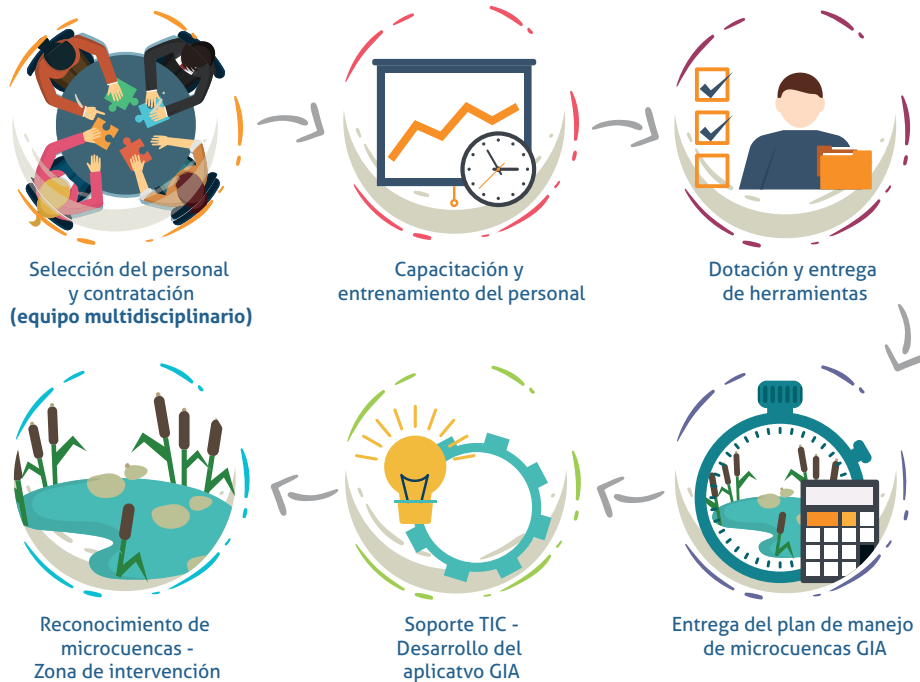 Selección del personal
y contratación
(equipo multidisciplinario)
Capacitación y
entrenamiento del personal
Dotación y entrega
de herramientas
Entrega del plan de manejo
de microcuencas GIA
Soporte TIC -
Desarrollo del
aplicatvo GIA
Reconocimiento de
microcuencas -
Zona de intervención